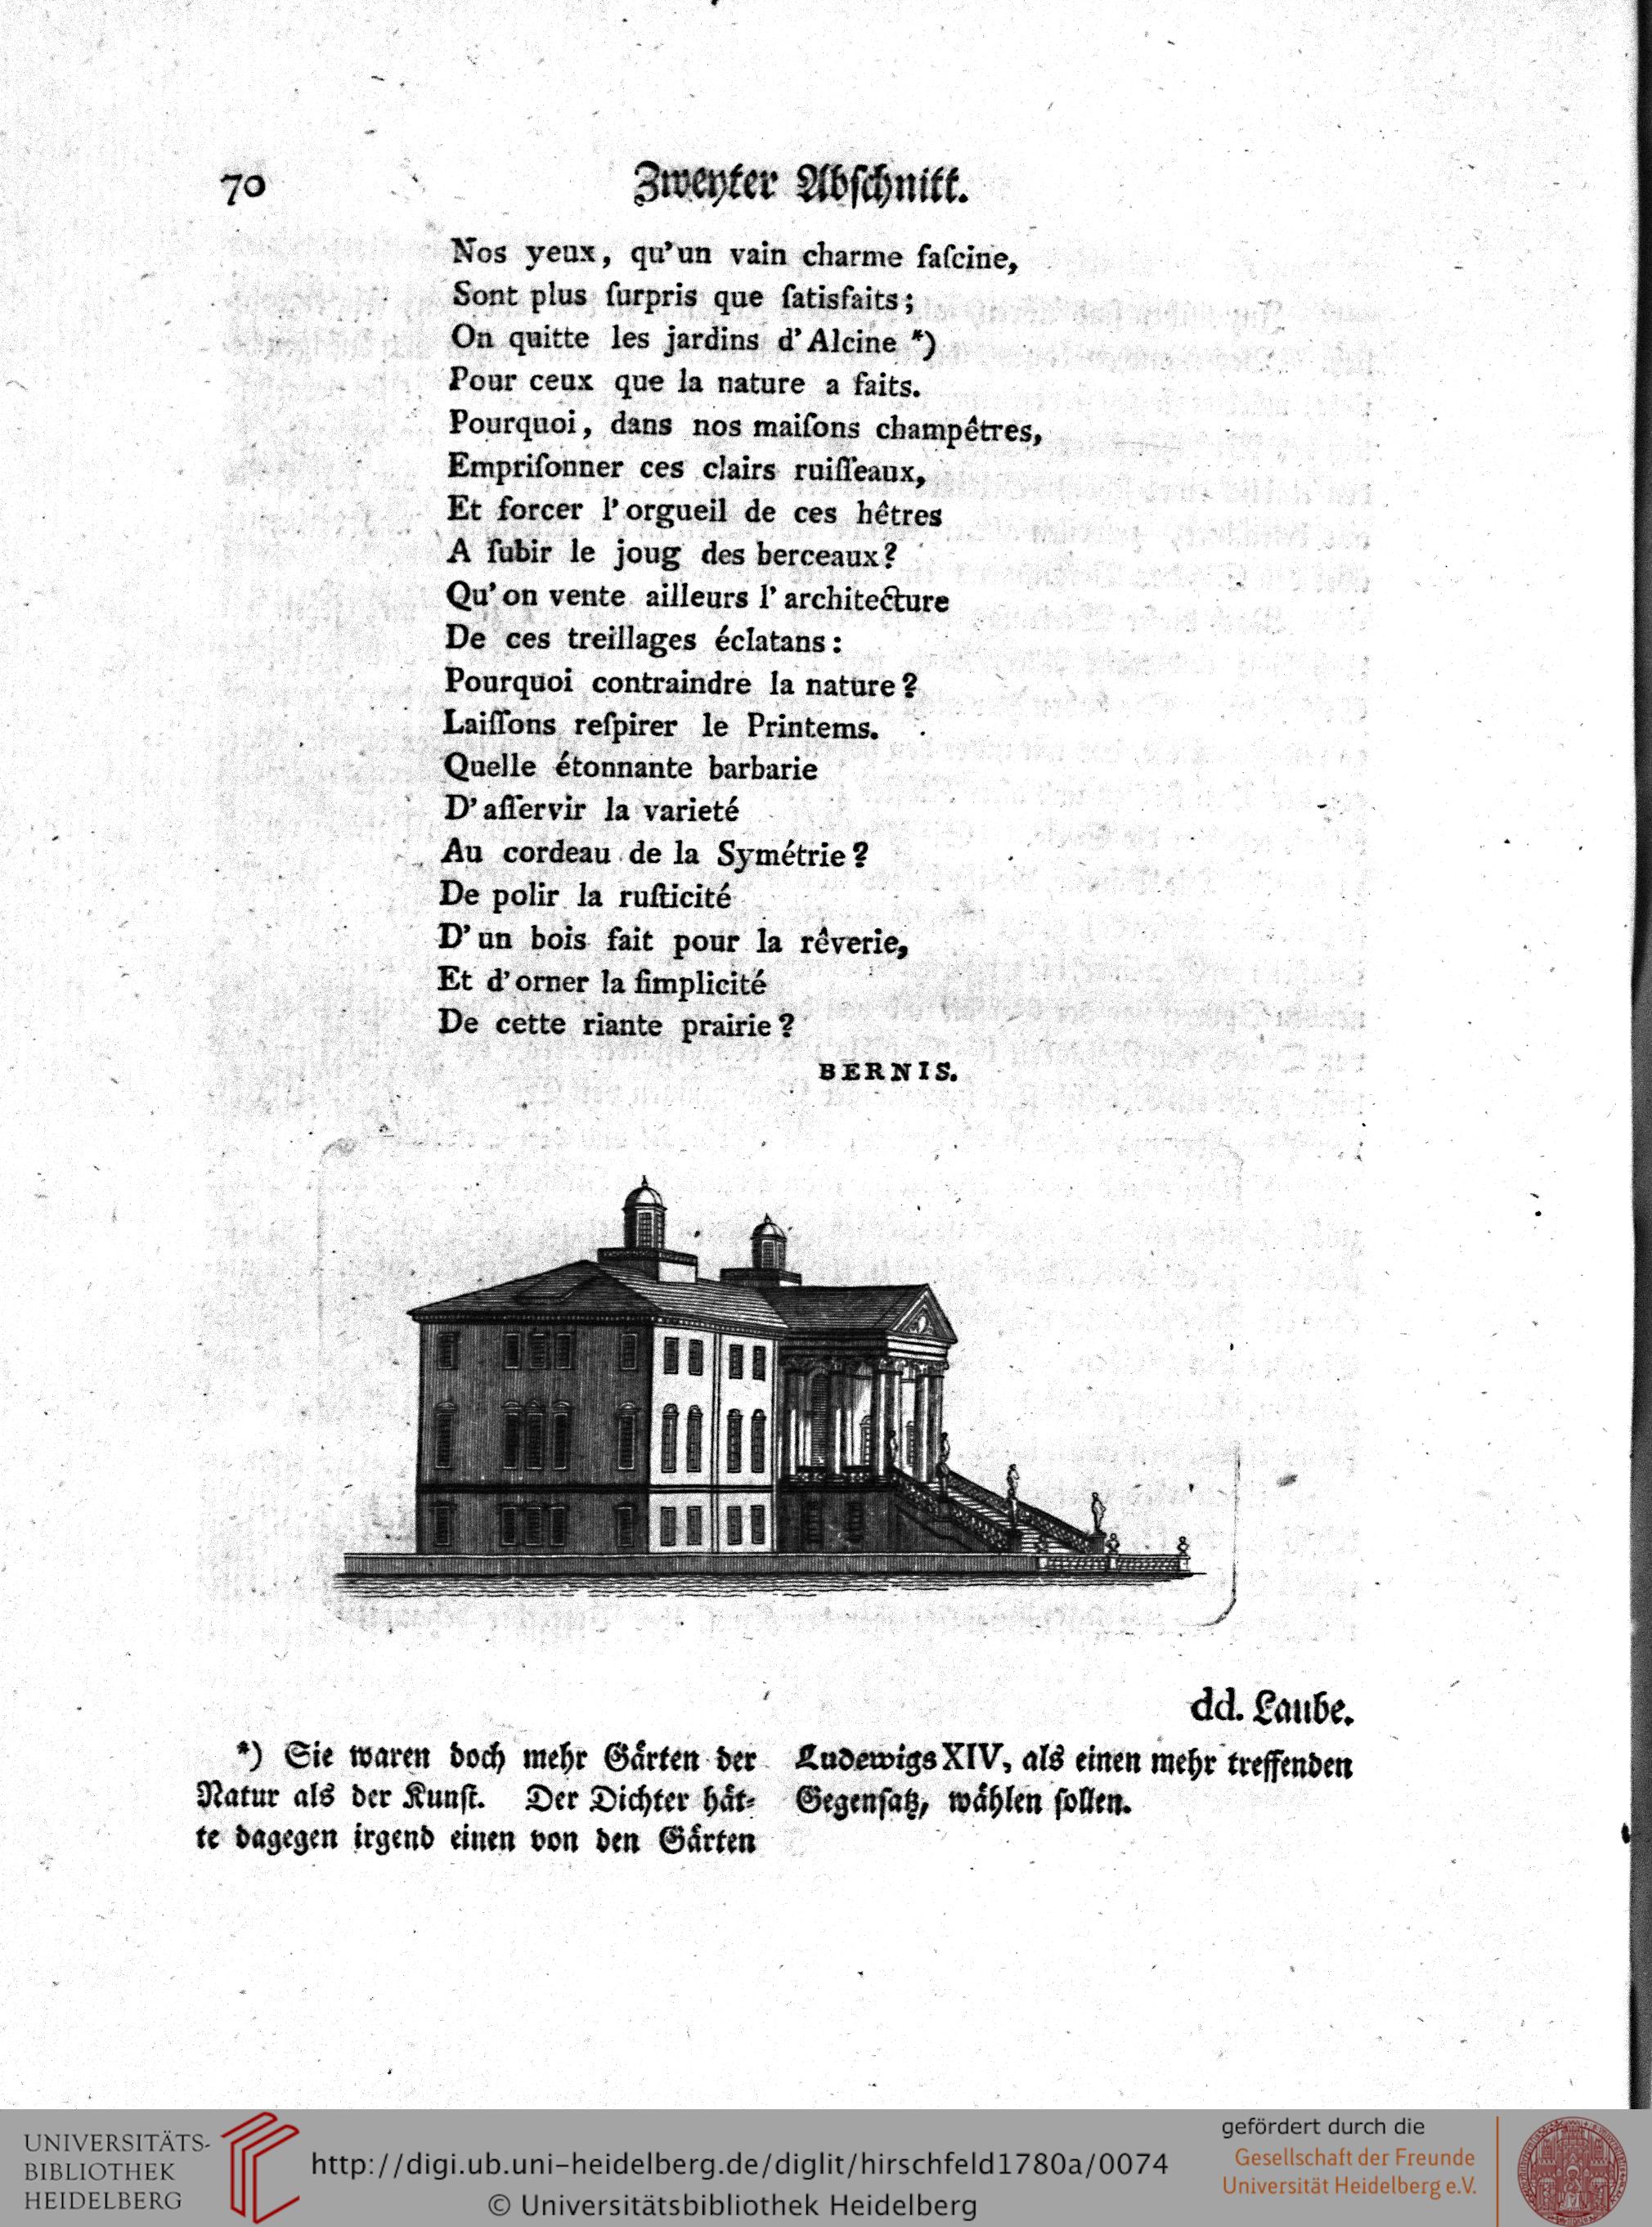 70
Zweyter Abschnitt.
Nos yeux, qu'un vain charme faſcine,
Sont plus ſurpris que ſatisfaits;
On quitte les jardins d'Alcine *)
Pour ceux que la nature a faits.
Pourquoi, dans nos maiſons champêtres,
Empriſonner ces clairs ruiſſeaux,
Et forcer l'orgueil de ces hêtres
A ſubir le joug des berceaux?
Qu'on vente ailleurs l'architecture
De ces treillages éclatans:
Pourquoi contraindre la nature?
Laiſſons reſpirer le Printems.
Quelle étonnante barbarie
D'aſſervir la varieté
Au cordeau de la Symétrie?
De polir la ruſticité
D'un bois fait pour la rêverie,
Et d'orner la ſimplicité
De cette riante prairie?
BERNIS.
dd. Laube.
*) Sie waren doch mehr Gärten der
Natur als der Kunſt. Der Dichter hät-
te dagegen irgend einen von den Gärten
Ludewigs XIV, als einen mehr treffenden
Gegenſatz, wählen ſollen.
UNIVERSITÄTS-
BIBLIOTHEK
HEIDELBERG
http://digi.ub.uni-heidelberg.de/diglit/hirschfeld1780a/0074
© Universitätsbibliothek Heidelberg
gefördert durch die
Gesellschaft der Freunde
Universität Heidelberg e.V.